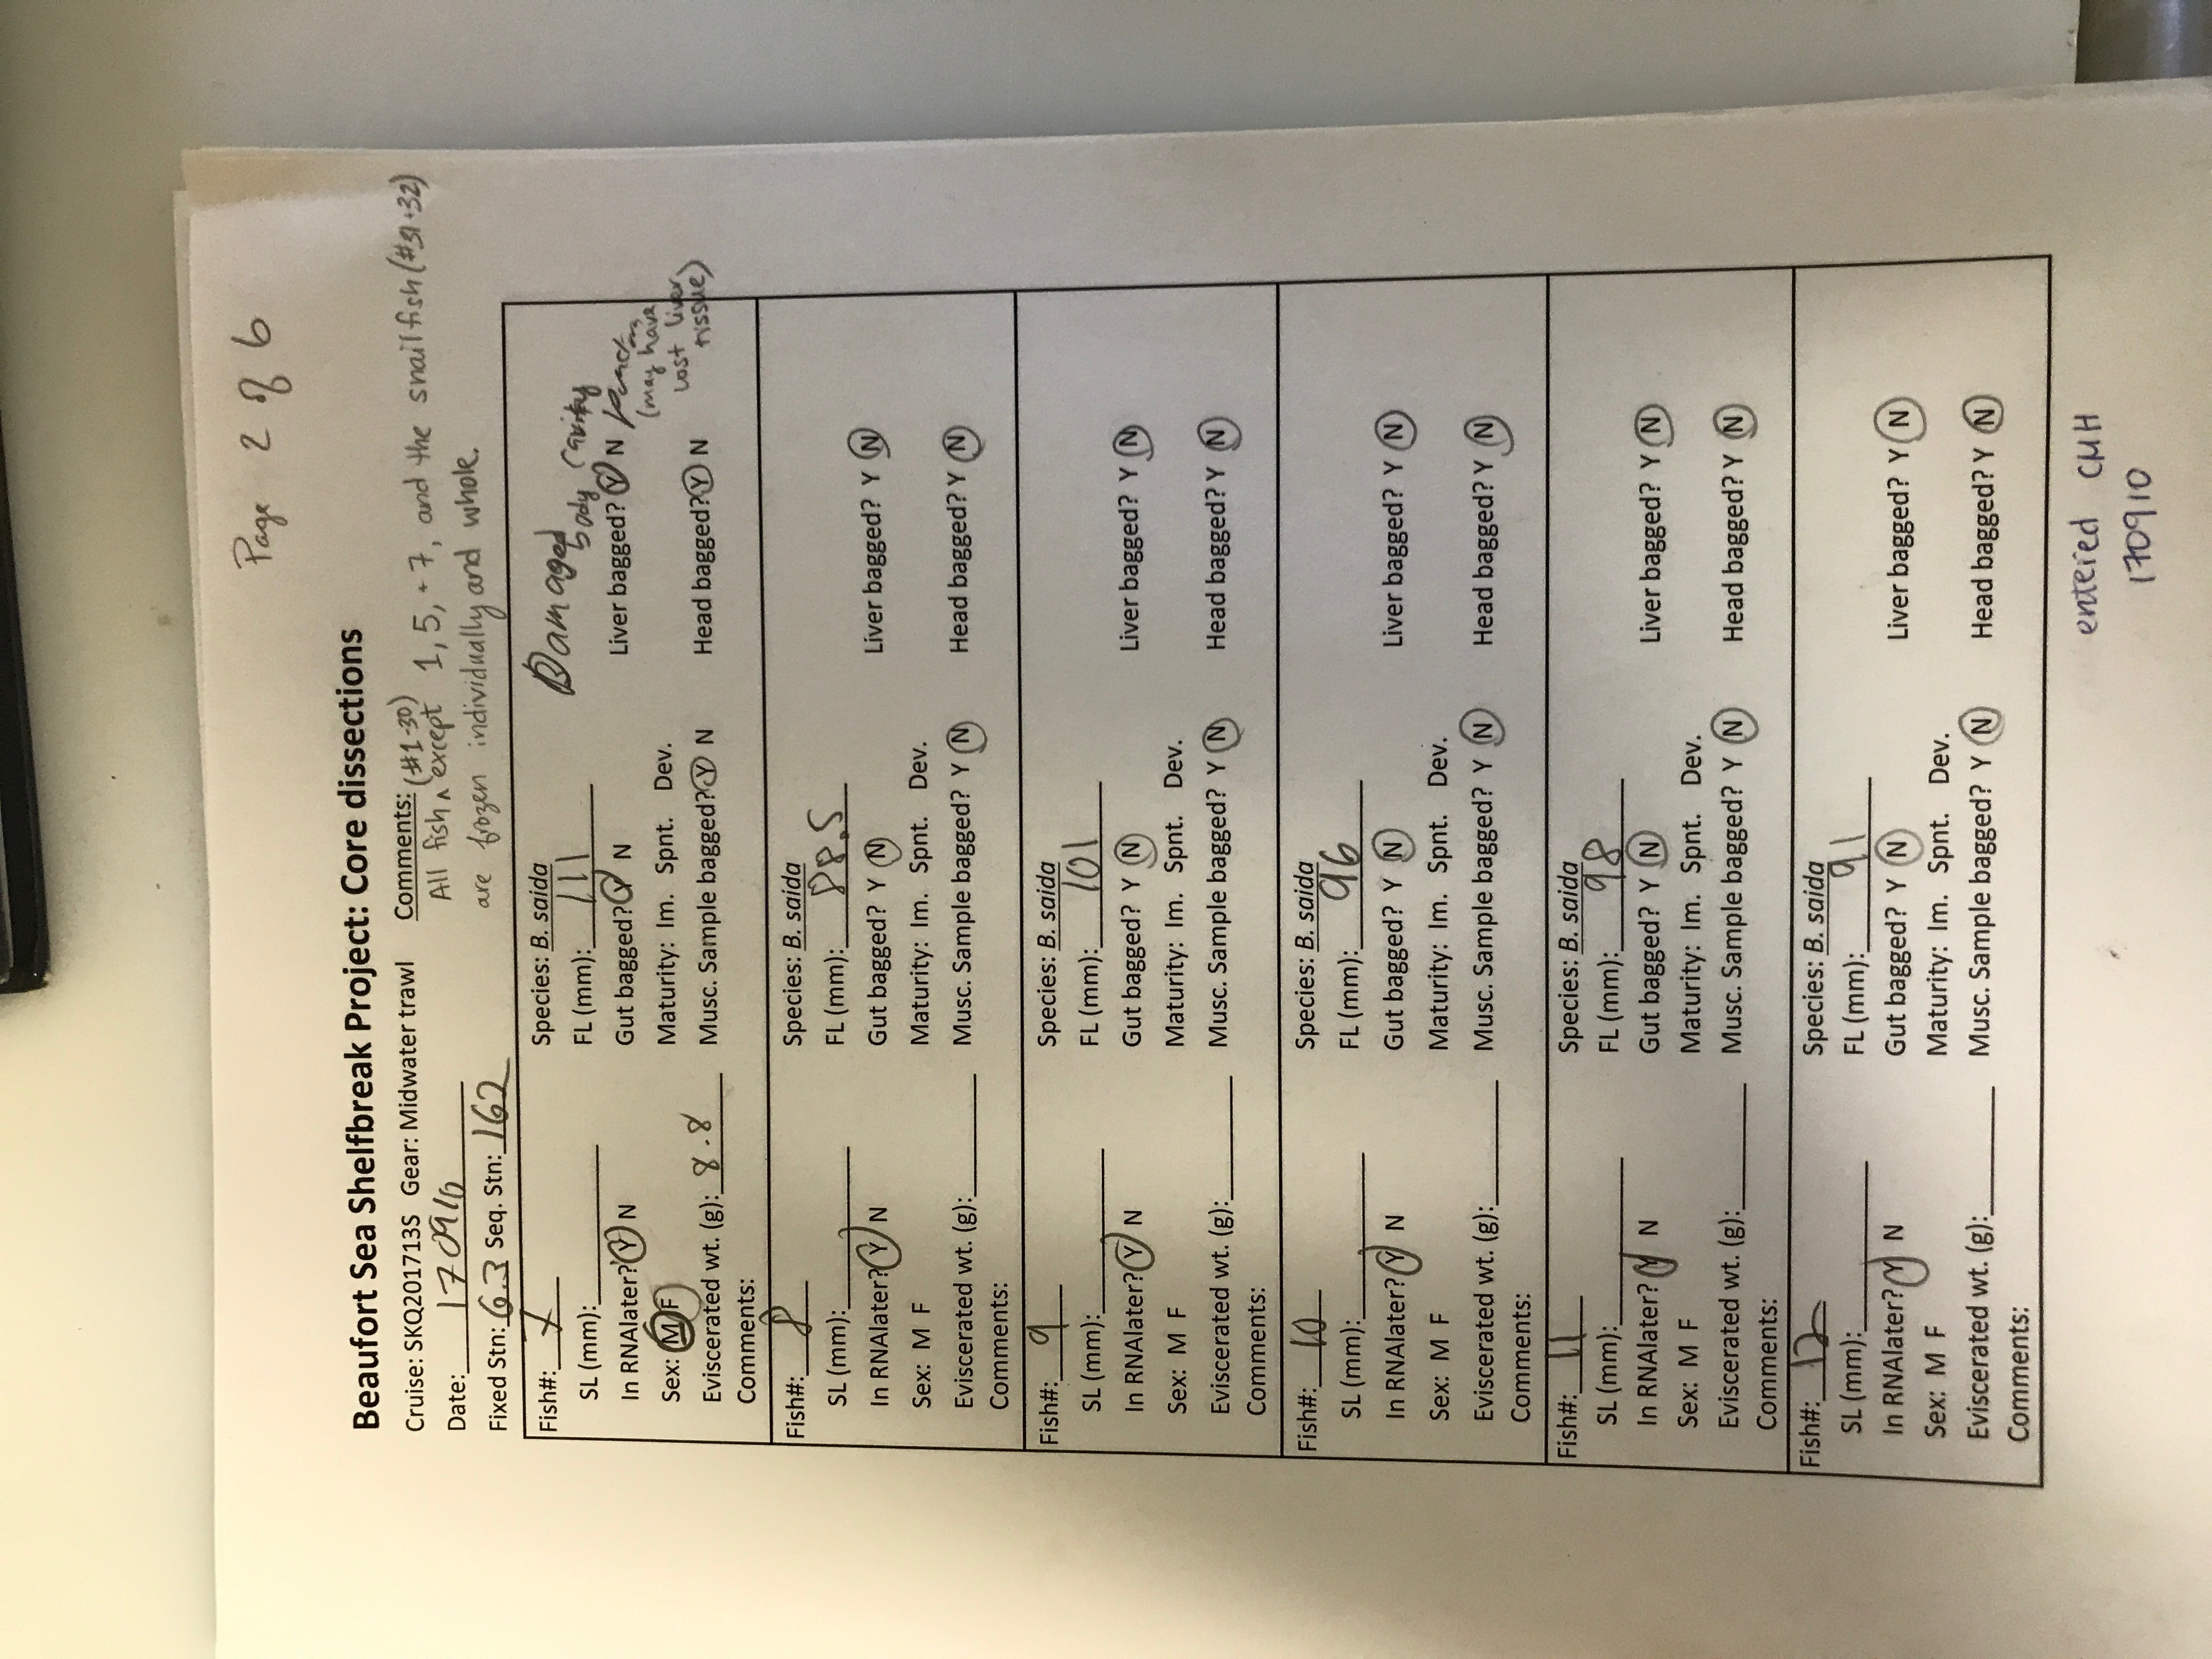 Page 2 of 6
Beaufort Sea Shelfbreak Project: Core dissections
Cruise: SKQ201713S Gear: Midwater trawl Comments: (#1-30)
Date: 170910 All fish ^ except 1, 5, + 7, and the snailfish (#31+32)
are frozen individually and whole.
Fixed Stn: 6.3 Seq. Stn: 162
Fish#: 7 Species: B. saida
SL (mm): FL (mm): 111 Damaged body cavity
In RNAlater? Y N Gut bagged? Y N Liver bagged? Y N
(may have
lost liver
tissue)
Sex: M F Maturity: Im. Spnt. Dev.
Eviscerated wt. (g): 8.8 Musc. Sample bagged? Y N Head bagged? Y N
Comments:
Fish#: 8 Species: B. saida
SL (mm): FL (mm): 88.5
In RNAlater? Y N Gut bagged? Y N Liver bagged? Y N
Sex: M F Maturity: Im. Spnt. Dev.
Eviscerated wt. (g): Musc. Sample bagged? Y N Head bagged? Y N
Comments:
Fish#: 9 Species: B. saida
SL (mm): FL (mm): 101
In RNAlater? Y N Gut bagged? Y N Liver bagged? Y N
Sex: M F Maturity: Im. Spnt. Dev.
Eviscerated wt. (g): Musc. Sample bagged? Y N Head bagged? Y N
Comments:
Fish#: 10 Species: B. saida
SL (mm): FL (mm): 96
In RNAlater? Y N Gut bagged? Y N Liver bagged? Y N
Sex: M F Maturity: Im. Spnt. Dev.
Eviscerated wt. (g): Musc. Sample bagged? Y N Head bagged? Y N
Comments:
Fish#: 11 Species: B. saida
SL (mm): FL (mm): 98
In RNAlater? Y N Gut bagged? Y N Liver bagged? Y N
Sex: M F Maturity: Im. Spnt. Dev.
Eviscerated wt. (g): Musc. Sample bagged? Y N Head bagged? Y N
Comments:
Fish#: 12 Species: B. saida
SL (mm): FL (mm): 91
In RNAlater? Y N Gut bagged? Y N Liver bagged? Y N
Sex: M F Maturity: Im. Spnt. Dev.
Eviscerated wt. (g): Musc. Sample bagged? Y N Head bagged? Y N
Comments:
entered CMH
170910